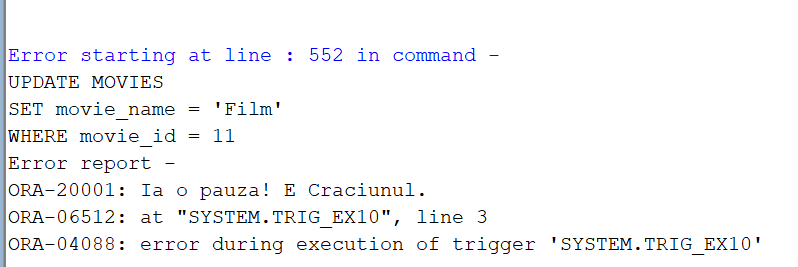 Error starting at line : 552 in command -
UPDATE MOVIES
SET movie_name = 'Film'
WHERE movie_id = 11
Error report -
ORA-20001: Ia o pauza! E Craciunul.
ORA-06512: at "SYSTEM.TRIG_EX10", line 3
ORA-04088: error during execution of trigger 'SYSTEM.TRIG_EX10'